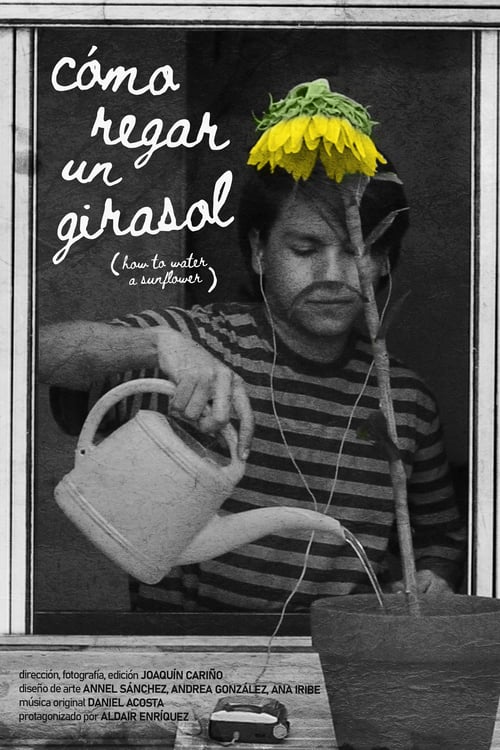 cómo
regar
un
girasol
(how to water
a sunflower)
dirección, fotografía, edición JOAQUÍN CARIÑO
diseño de arte ANNEL SÁNCHEZ, ANDREA GONZÁLEZ, ANA IRIBE
música original DANIEL ACOSTA
protagonizado por ALDAIR ENRÍQUEZ